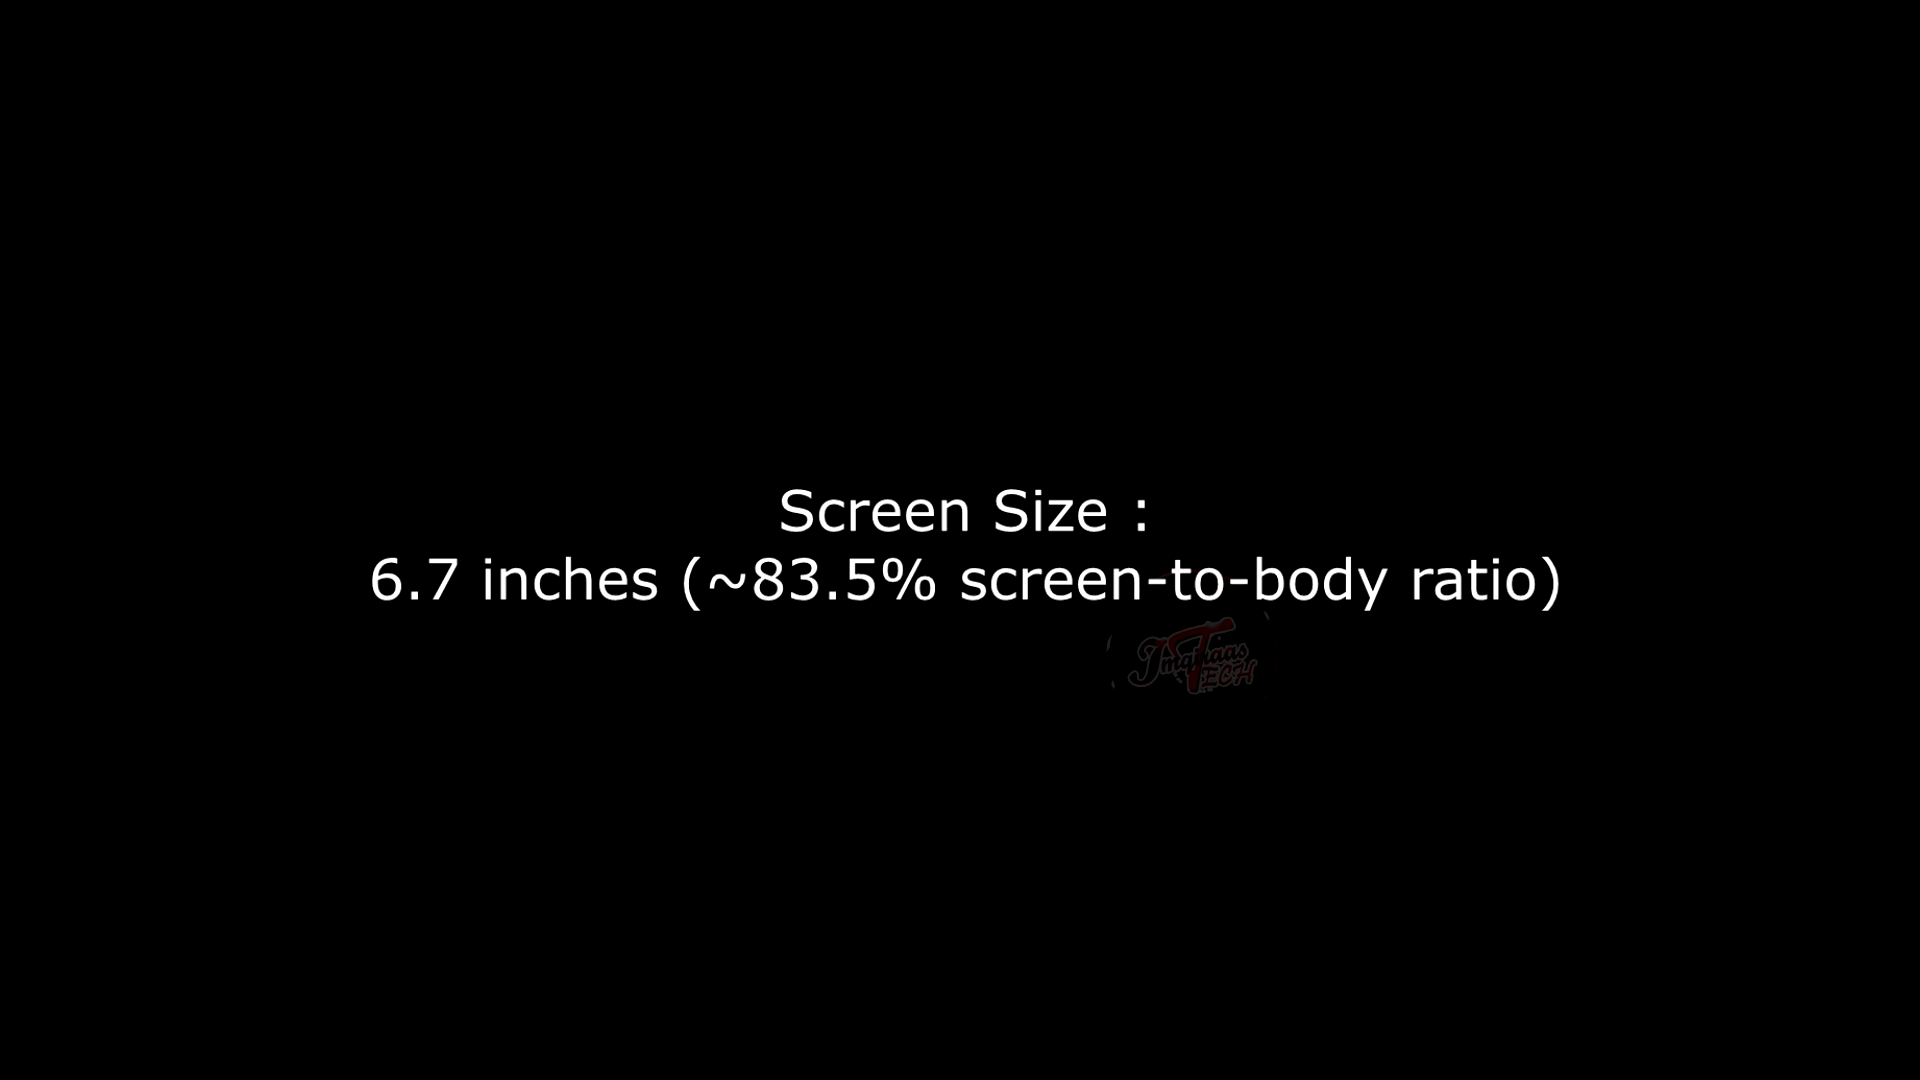 Screen Size :
6.7 inches (~83.5% screen-to-body ratio)